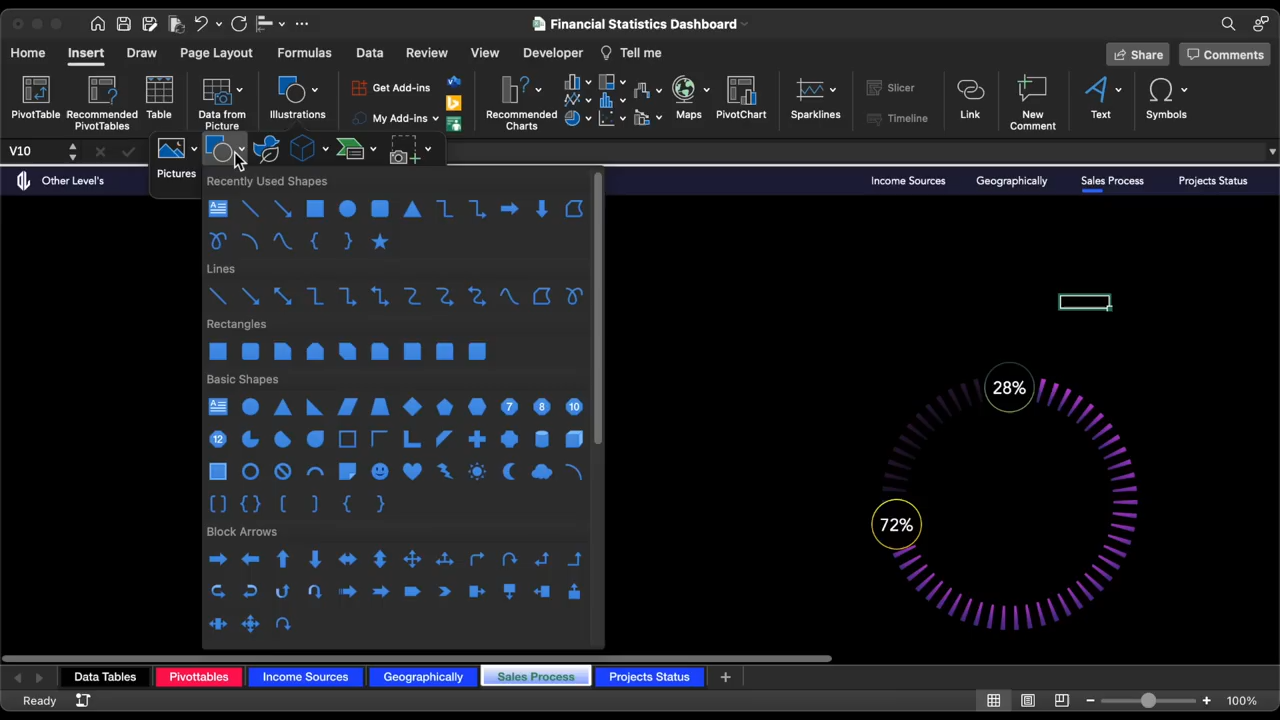 Financial Statistics Dashboard
Home Insert Draw Page Layout Formulas Data Review View Developer Tell me Share Comments
PivotTable
Recommended PivotTables
Table
Data from Picture
Illustrations
Get Add-ins
My Add-ins
Recommended Charts
Maps
PivotChart
Sparklines
Slicer
Timeline
Link
New Comment
Text
Symbols
V10
Pictures
Other Level's
Income Sources Geographically Sales Process Projects Status
Recently Used Shapes
Lines
Rectangles
Basic Shapes
7 8 10
12
Block Arrows
28%
72%
Data Tables Pivottables Income Sources Geographically Sales Process Projects Status
Ready
100%